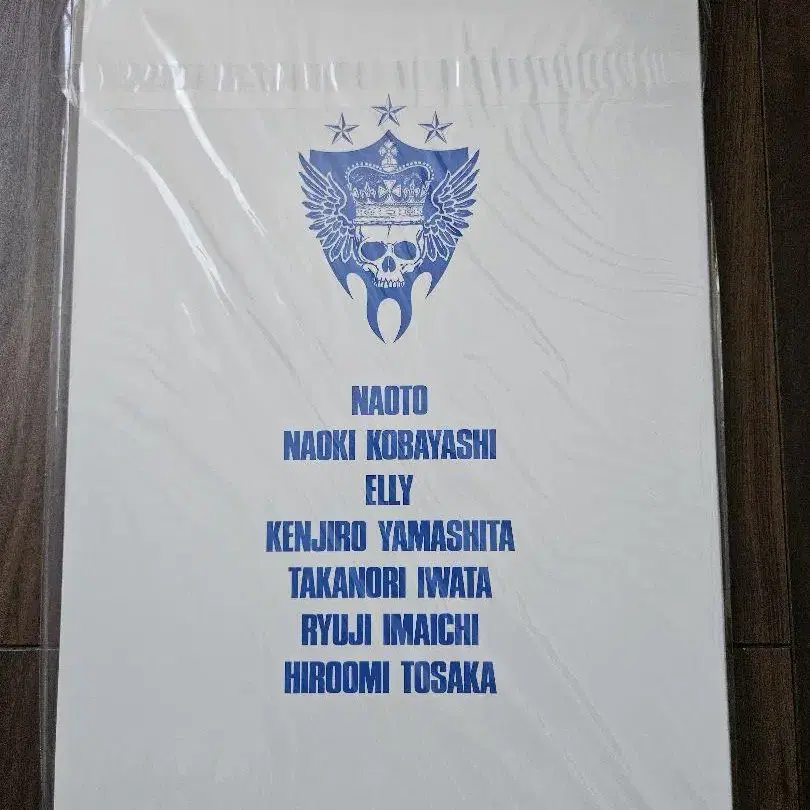 NAOTO
NAOKI KOBAYASHI
ELLY
KENJIRO YAMASHITA
TAKANORI IWATA
RYUJI IMAICHI
HIROOMI TOSAKA